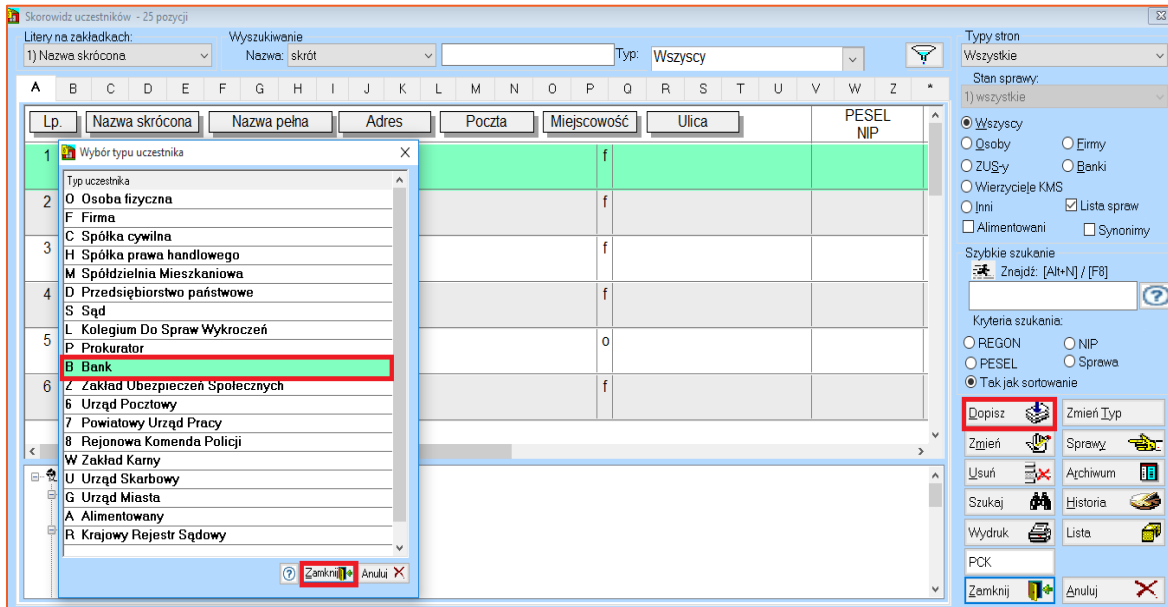 Skorowidz uczestników - 25 pozycji
Litery na zakładkach:
1) Nazwa skrócona
Wyszukiwanie
Nazwa: skrót
Typ: Wszyscy
A B C D E F G H I J K L M N O P Q R S T U V W Z *
Lp. Nazwa skrócona Nazwa pełna Adres Poczta Miejscowość Ulica PESEL
NIP
1 f
2 f
3 f
4 f
5 o
6 f
Wybór typu uczestnika
Typ uczestnika
O Osoba fizyczna
F Firma
C Spółka cywilna
H Spółka prawa handlowego
M Spółdzielnia Mieszkaniowa
D Przedsiębiorstwo państwowe
S Sąd
L Kolegium Do Spraw Wykroczeń
P Prokurator
B Bank
Z Zakład Ubezpieczeń Społecznych
6 Urząd Pocztowy
7 Powiatowy Urząd Pracy
8 Rejonowa Komenda Policji
W Zakład Karny
U Urząd Skarbowy
G Urząd Miasta
A Alimentowany
R Krajowy Rejestr Sądowy
Zamknij Anuluj
Typy stron
Wszystkie
Stan sprawy:
1) wszystkie
Wszyscy
Osoby Firmy
ZUS-y Banki
Wierzyciele KMS
Inni Lista spraw
Alimentowani Synonimy
Szybkie szukanie
Znajdź: [Alt+N] / [F8]
Kryteria szukania:
REGON NIP
PESEL Sprawa
Tak jak sortowanie
Dopisz Zmień Typ
Zmień Sprawy
Usuń Archiwum
Szukaj Historia
Wydruk Lista
PCK
Zamknij Anuluj